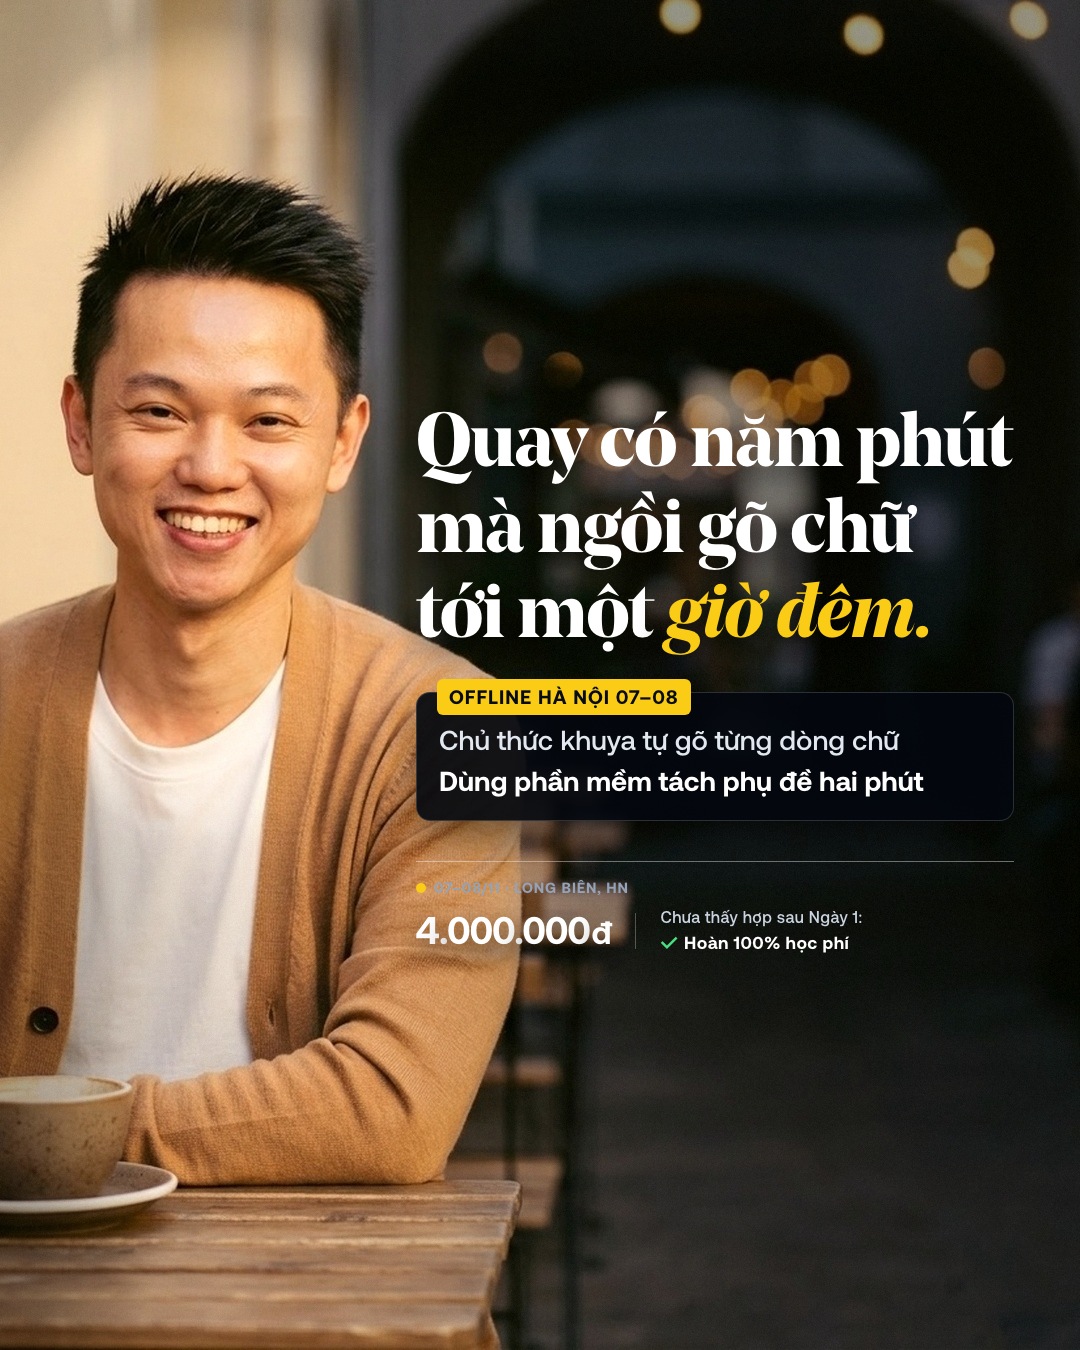 Quay có năm phút
mà ngồi gõ chữ
tới một giờ đêm.
OFFLINE HÀ NỘI 07–08
Chủ thức khuya tự gõ từng dòng chữ
Dùng phần mềm tách phụ đề hai phút
LONG BIÊN, HN
4.000.000đ
Chưa thấy hợp sau Ngày 1:
Hoàn 100% học phí